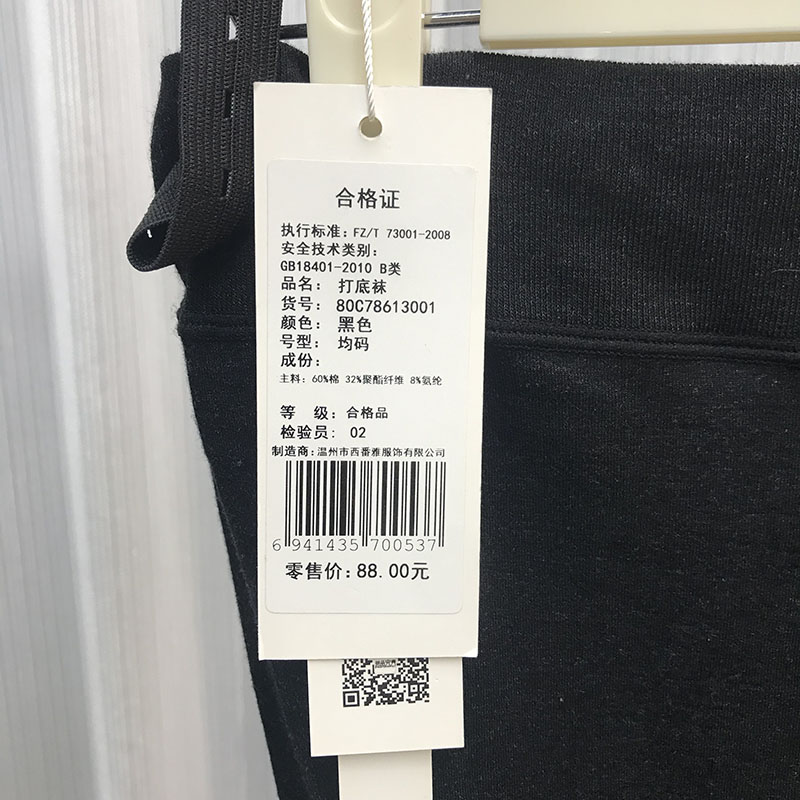 合格证
执行标准：FZ/T 73001-2008
安全技术类别：
GB18401-2010 B类
品名： 打底袜
货号： 80C78613001
颜色： 黑色
号型： 均码
成份：
主料：60%棉 32%聚酯纤维 8%氨纶
等 级：合格品
检验员： 02
制造商：温州市西番雅服饰有限公司
6 941435 700537
零售价：88.00元